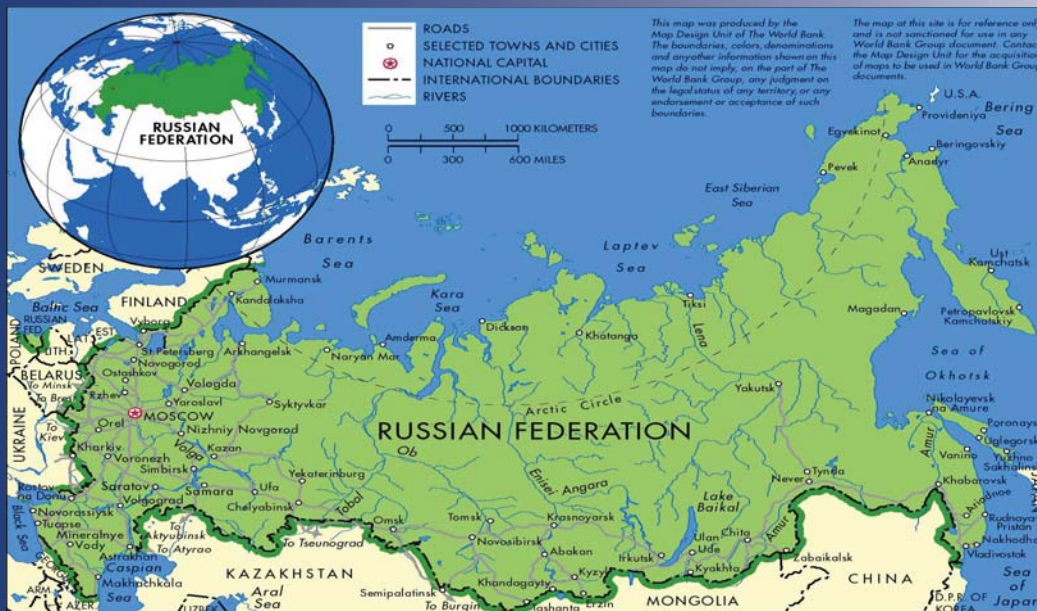 ROADS
SELECTED TOWNS AND CITIES
NATIONAL CAPITAL
INTERNATIONAL BOUNDARIES
RIVERS
0 500 1000 KILOMETERS
0 300 600 MILES
This map was produced by the
Map Design Unit of The World Bank.
The boundaries, colors, denominations
and any other information shown on this
map do not imply, on the part of The
World Bank Group, any judgment on
the legal status of any territory, or any
endorsement or acceptance of such
boundaries.
The map at this site is for reference only
and is not sanctioned for use in any
World Bank Group document. Contact
the Map Design Unit for the acquisition
of maps to be used in World Bank Group
documents.
RUSSIAN
FEDERATION
U.S.A.
Provideniya
Bering
Sea
Egvekinot
Beringovskiy
Anadyr
Pevek
East Siberian
Sea
Laptev
Sea
Barents
Sea
Kara
Sea
SWEDEN
Baltic Sea
FINLAND
Murmansk
Kandalaksha
Ust
Kamchatsk
Petropavlovsk
Kamchatskiy
Magadan
Tiksi
Lena
Khatanga
Dickson
Amderma
Naryan Mar
Arkhangelsk
Vyborg
RUSSIAN
FED.
EST
LAT
LITH.
POLAND
BELARUS
To Minsk
To Brest
To
Kiev
UKRAINE
St. Petersberg
Novogorod
Ostashkov
Rzhev
Vologda
Yaroslavl
Syktyvkar
MOSCOW
Orel
Nizhniy Novgorod
Kharkiv
Volga
Kazan
Voronezh
Simbirsk
Yekaterinburg
Rostov
na Donu
Saratov
Samara
Ufa
Volgograd
Chelyabinsk
Tobol
Novorassiysk
Tuapse
Mineralnye
Vody
Astrakhan
To
Aktyubinsk
To Atyrao
To Tseunograd
Black Sea
Caspian
Sea
Makhachkala
GEORGIA
ARM
AZER
Arctic Circle
RUSSIAN FEDERATION
Ob
Sea of
Okhotsk
Yakutsk
Nikolayevsk
na Amure
Poronaysk
Uglegorsk
Amur
Vanino
Yuzhno
Sakhalinsk
Khabarovsk
JAPAN
Tynda
Never
Enisei
Angara
Lake
Baikal
Omsk
Tomsk
Krasnoyarsk
Novosibirsk
Abakan
Irkutsk
Ulan
Ude
Chita
Amur
Zabaikalsk
Ariadnoe
Rudnaya
Pristan
Nakhodha
Vladivostok
Kyakhta
Kyzyl
Khandagayty
Erzin
Tashanta
Semipalatinsk
To Burqin
KAZAKHSTAN
Aral
Sea
UZBEK
MONGOLIA
CHINA
D.P.R. OF
Sea
of
Japan